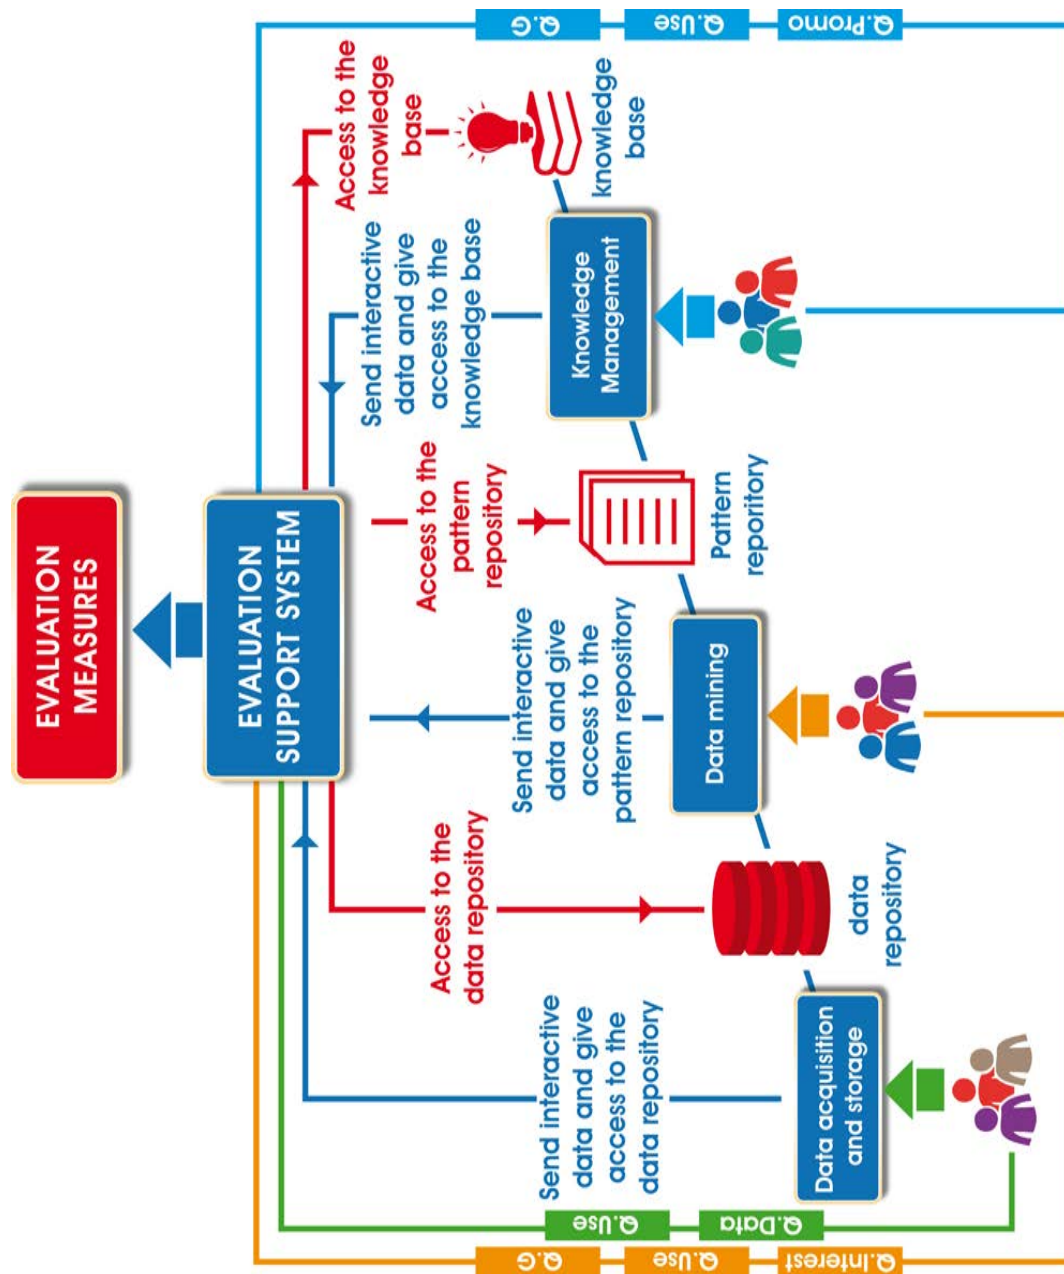 EVALUATION
MEASURES
EVALUATION
SUPPORT SYSTEM
Q.G
Q.Use
Q.Interest
Q.Use
Q.Data
Send interactive
data and give
access to the
data repository
Access to the
data repository
Send interactive
data and give
access to the
pattern repository
Access to the
pattern
repository
Send interactive
data and give
access to the
knowledge base
Access to the
knowledge
base
Q.G
Q.Use
Q.Promo
Data acquisition
and storage
data
repository
Data mining
Pattern
reporitory
Knowledge
Management
knowledge
base